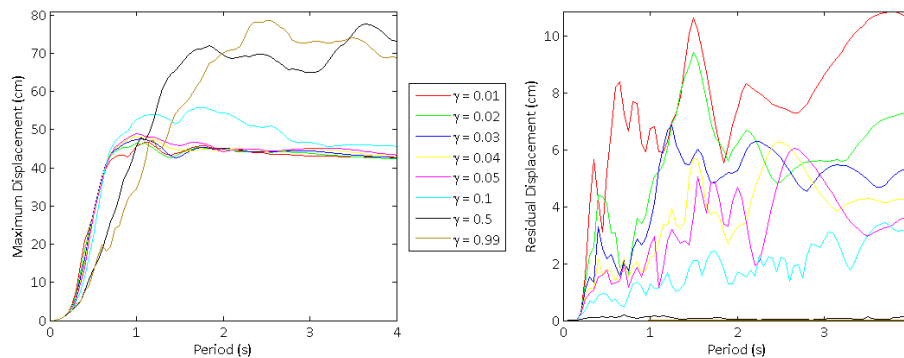 80
70
60
50
40
30
20
10
0
Maximum Displacement (cm)
0 1 2 3 4
Period (s)
γ = 0.01
γ = 0.02
γ = 0.03
γ = 0.04
γ = 0.05
γ = 0.1
γ = 0.5
γ = 0.99
10
8
6
4
2
0
Residual Displacement (cm)
0 1 2 3
Period (s)